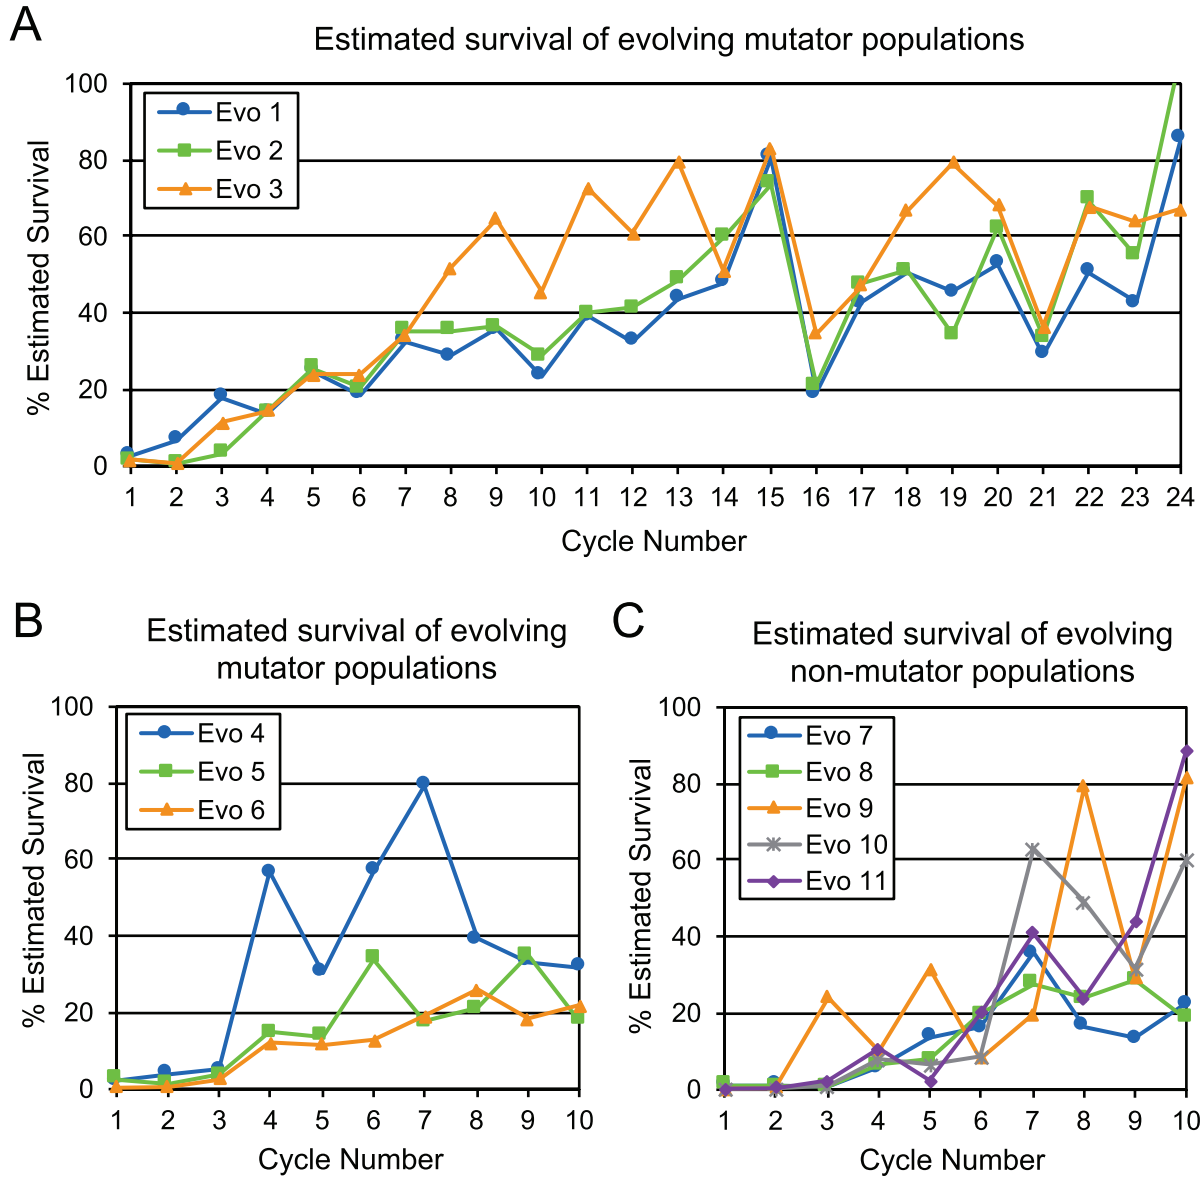 A
Estimated survival of evolving mutator populations
% Estimated Survival
100
80
60
40
20
0
Evo 1
Evo 2
Evo 3
1 2 3 4 5 6 7 8 9 10 11 12 13 14 15 16 17 18 19 20 21 22 23 24
Cycle Number
B
Estimated survival of evolving
mutator populations
% Estimated Survival
100
80
60
40
20
0
Evo 4
Evo 5
Evo 6
1 2 3 4 5 6 7 8 9 10
Cycle Number
C
Estimated survival of evolving
non-mutator populations
% Estimated Survival
100
80
60
40
20
0
Evo 7
Evo 8
Evo 9
Evo 10
Evo 11
1 2 3 4 5 6 7 8 9 10
Cycle Number